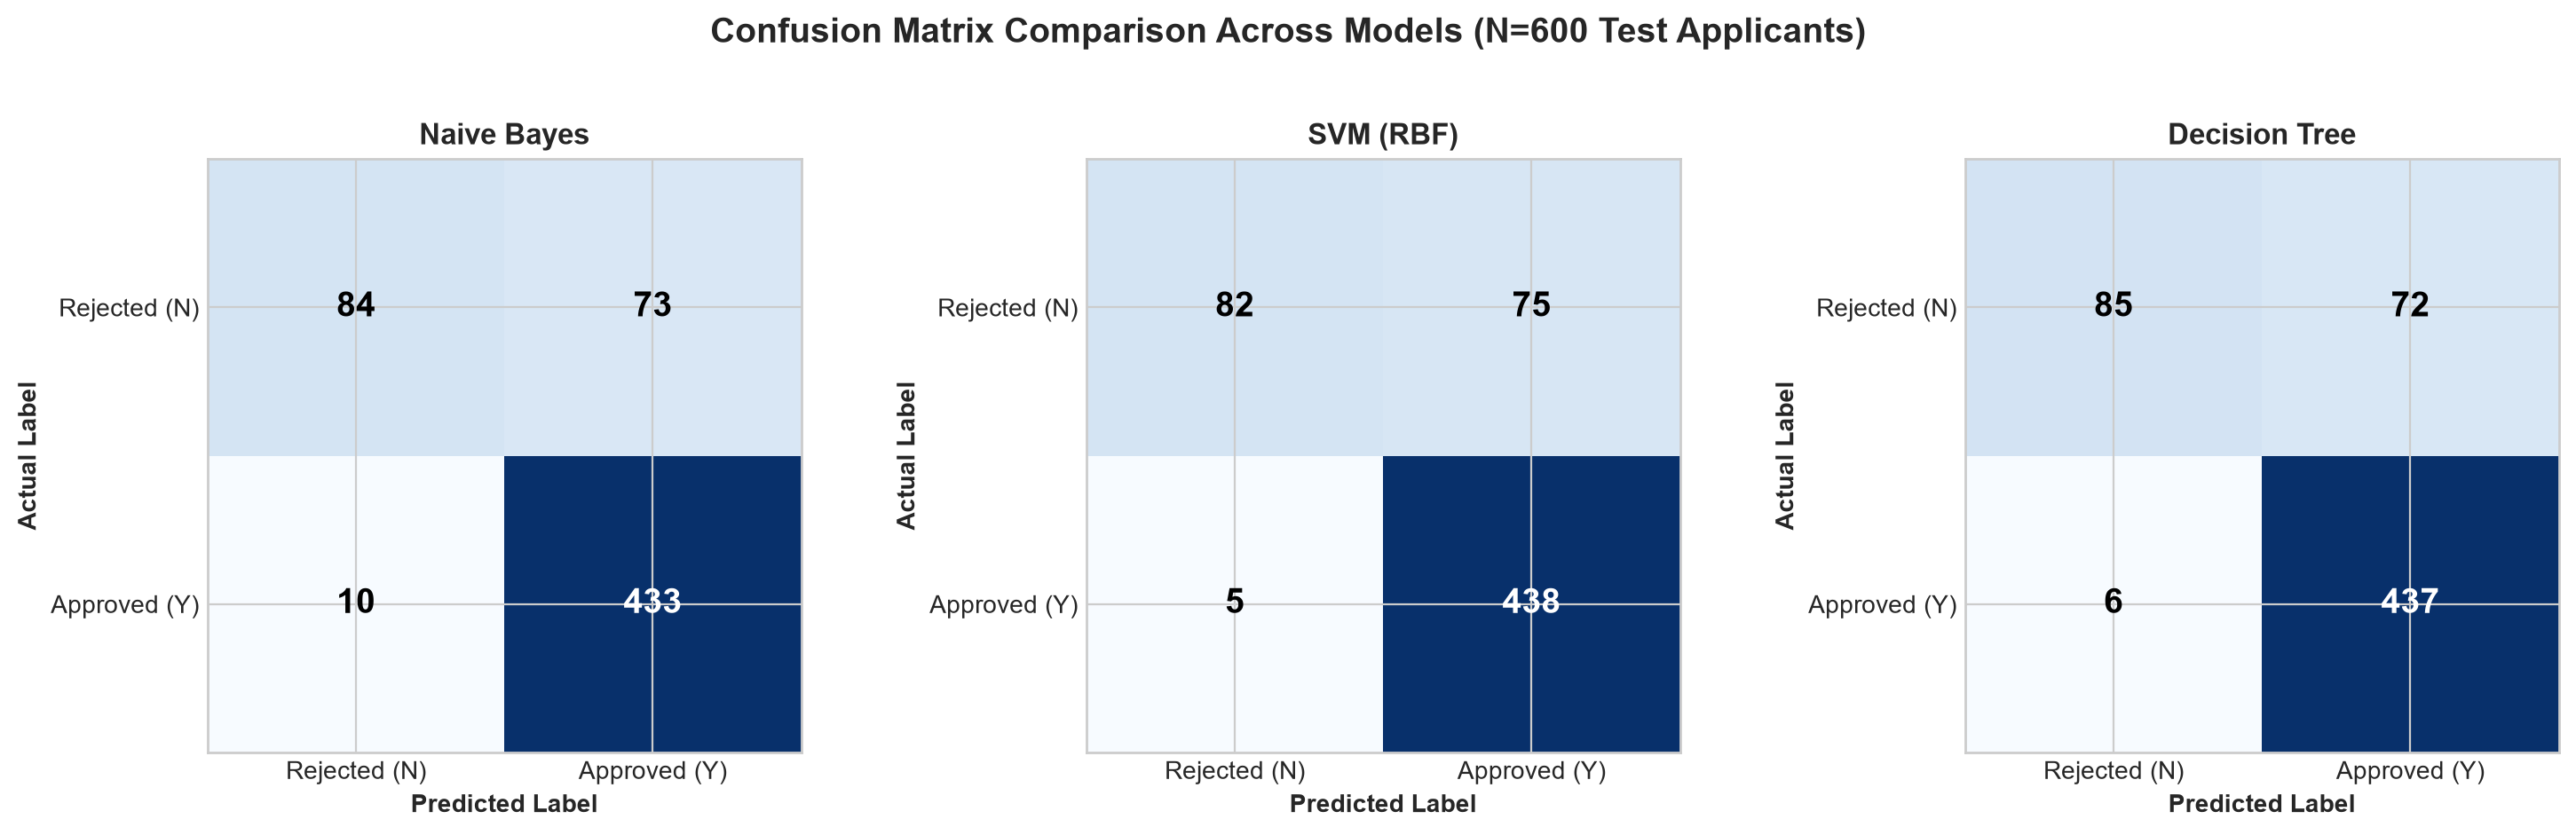 Confusion Matrix Comparison Across Models (N=600 Test Applicants)
Naive Bayes
Actual Label
Rejected (N)
84
73
Approved (Y)
10
433
Rejected (N)
Approved (Y)
Predicted Label
SVM (RBF)
Actual Label
Rejected (N)
82
75
Approved (Y)
5
438
Rejected (N)
Approved (Y)
Predicted Label
Decision Tree
Actual Label
Rejected (N)
85
72
Approved (Y)
6
437
Rejected (N)
Approved (Y)
Predicted Label